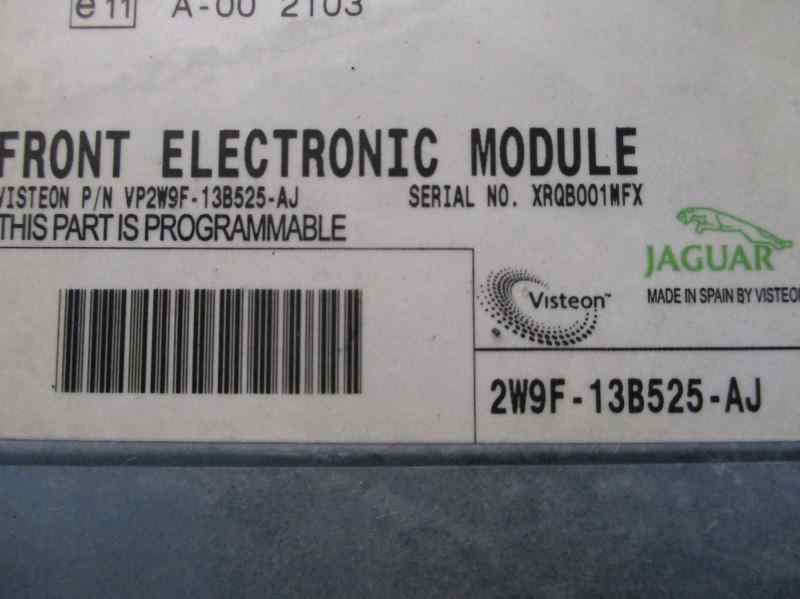 e11 A-00 2103
FRONT ELECTRONIC MODULE
VISTEON P/N VP2W9F-13B525-AJ SERIAL NO. XRQB001MFX
THIS PART IS PROGRAMMABLE
JAGUAR
Visteon™
MADE IN SPAIN BY VISTEON
2W9F-13B525-AJ